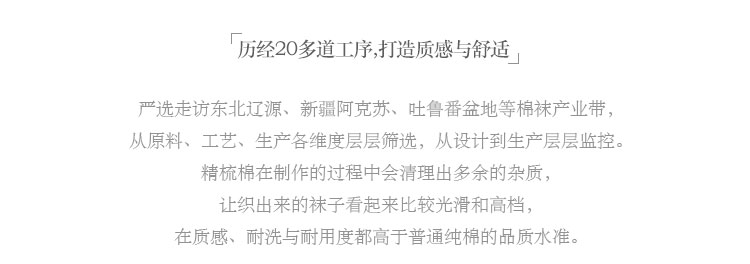 「历经20多道工序,打造质感与舒适」
严选走访东北辽源、新疆阿克苏、吐鲁番盆地等棉袜产业带，
从原料、工艺、生产各维度层层筛选，从设计到生产层层监控。
精梳棉在制作的过程中会清理出多余的杂质，
让织出来的袜子看起来比较光滑和高档，
在质感、耐洗与耐用度都高于普通纯棉的品质水准。